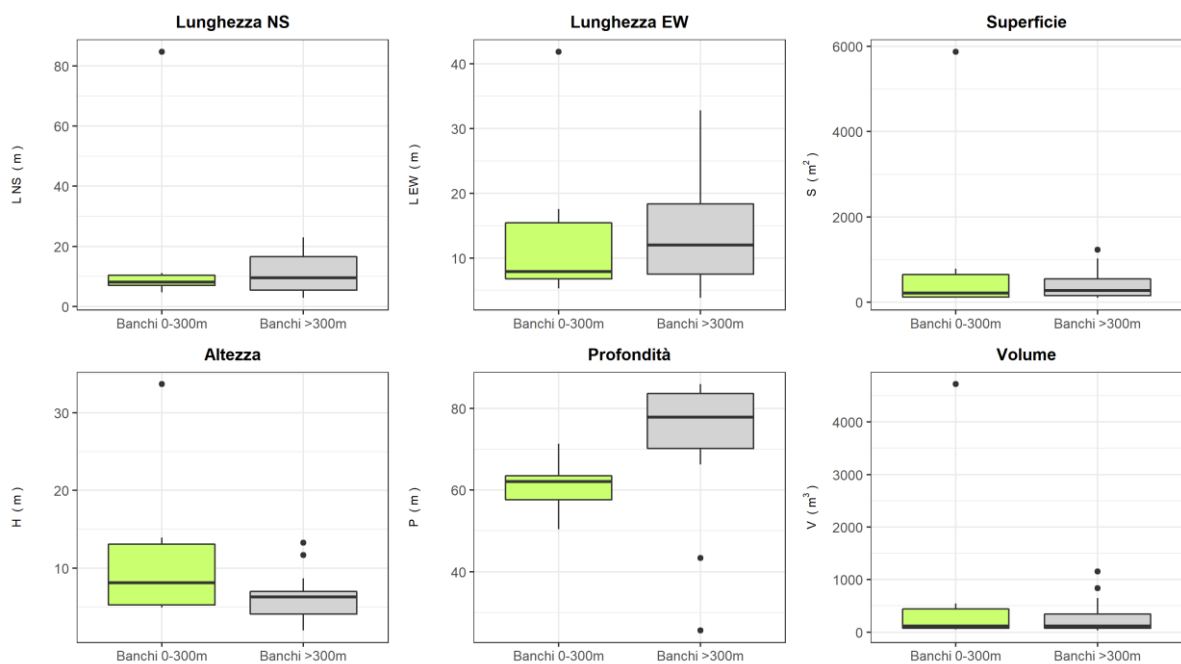 Lunghezza NS
Lunghezza EW
Superficie
L NS ( m )
80
60
40
20
0
Banchi 0-300m
Banchi >300m
L EW ( m )
40
30
20
10
Banchi 0-300m
Banchi >300m
S ( m² )
6000
4000
2000
0
Banchi 0-300m
Banchi >300m
Altezza
Profondità
Volume
H ( m )
30
20
10
Banchi 0-300m
Banchi >300m
P ( m )
80
60
40
Banchi 0-300m
Banchi >300m
V ( m³ )
4000
3000
2000
1000
0
Banchi 0-300m
Banchi >300m